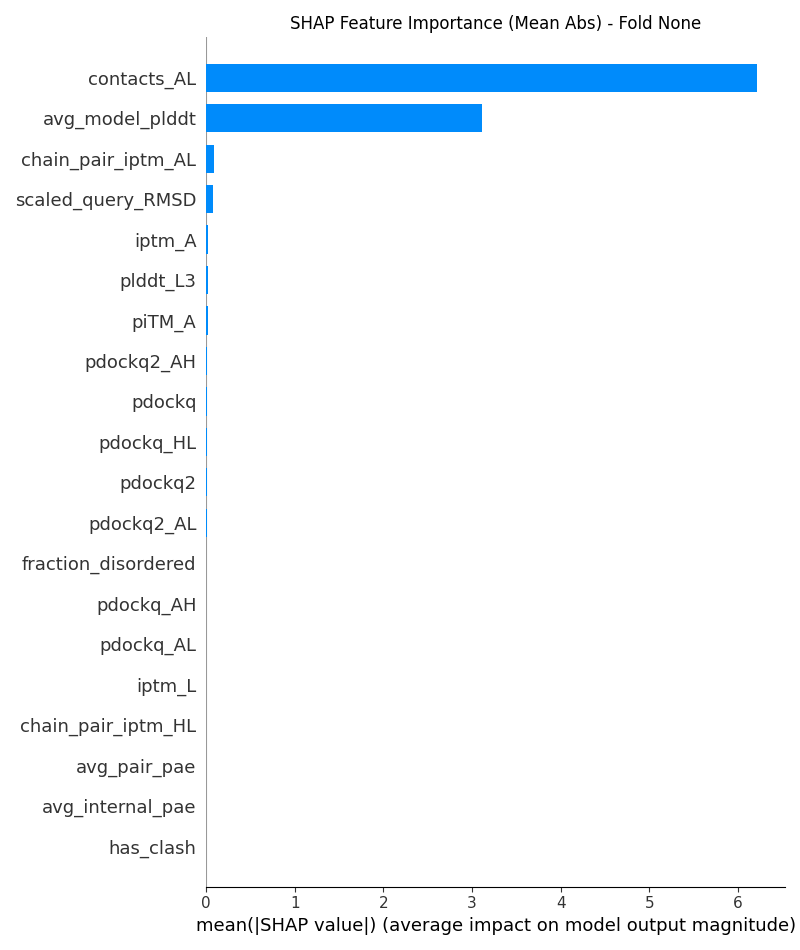 SHAP Feature Importance (Mean Abs) - Fold None
contacts_AL
avg_model_plddt
chain_pair_iptm_AL
scaled_query_RMSD
iptm_A
plddt_L3
piTM_A
pdockq2_AH
pdockq
pdockq_HL
pdockq2
pdockq2_AL
fraction_disordered
pdockq_AH
pdockq_AL
iptm_L
chain_pair_iptm_HL
avg_pair_pae
avg_internal_pae
has_clash
0 1 2 3 4 5 6
mean(|SHAP value|) (average impact on model output magnitude)